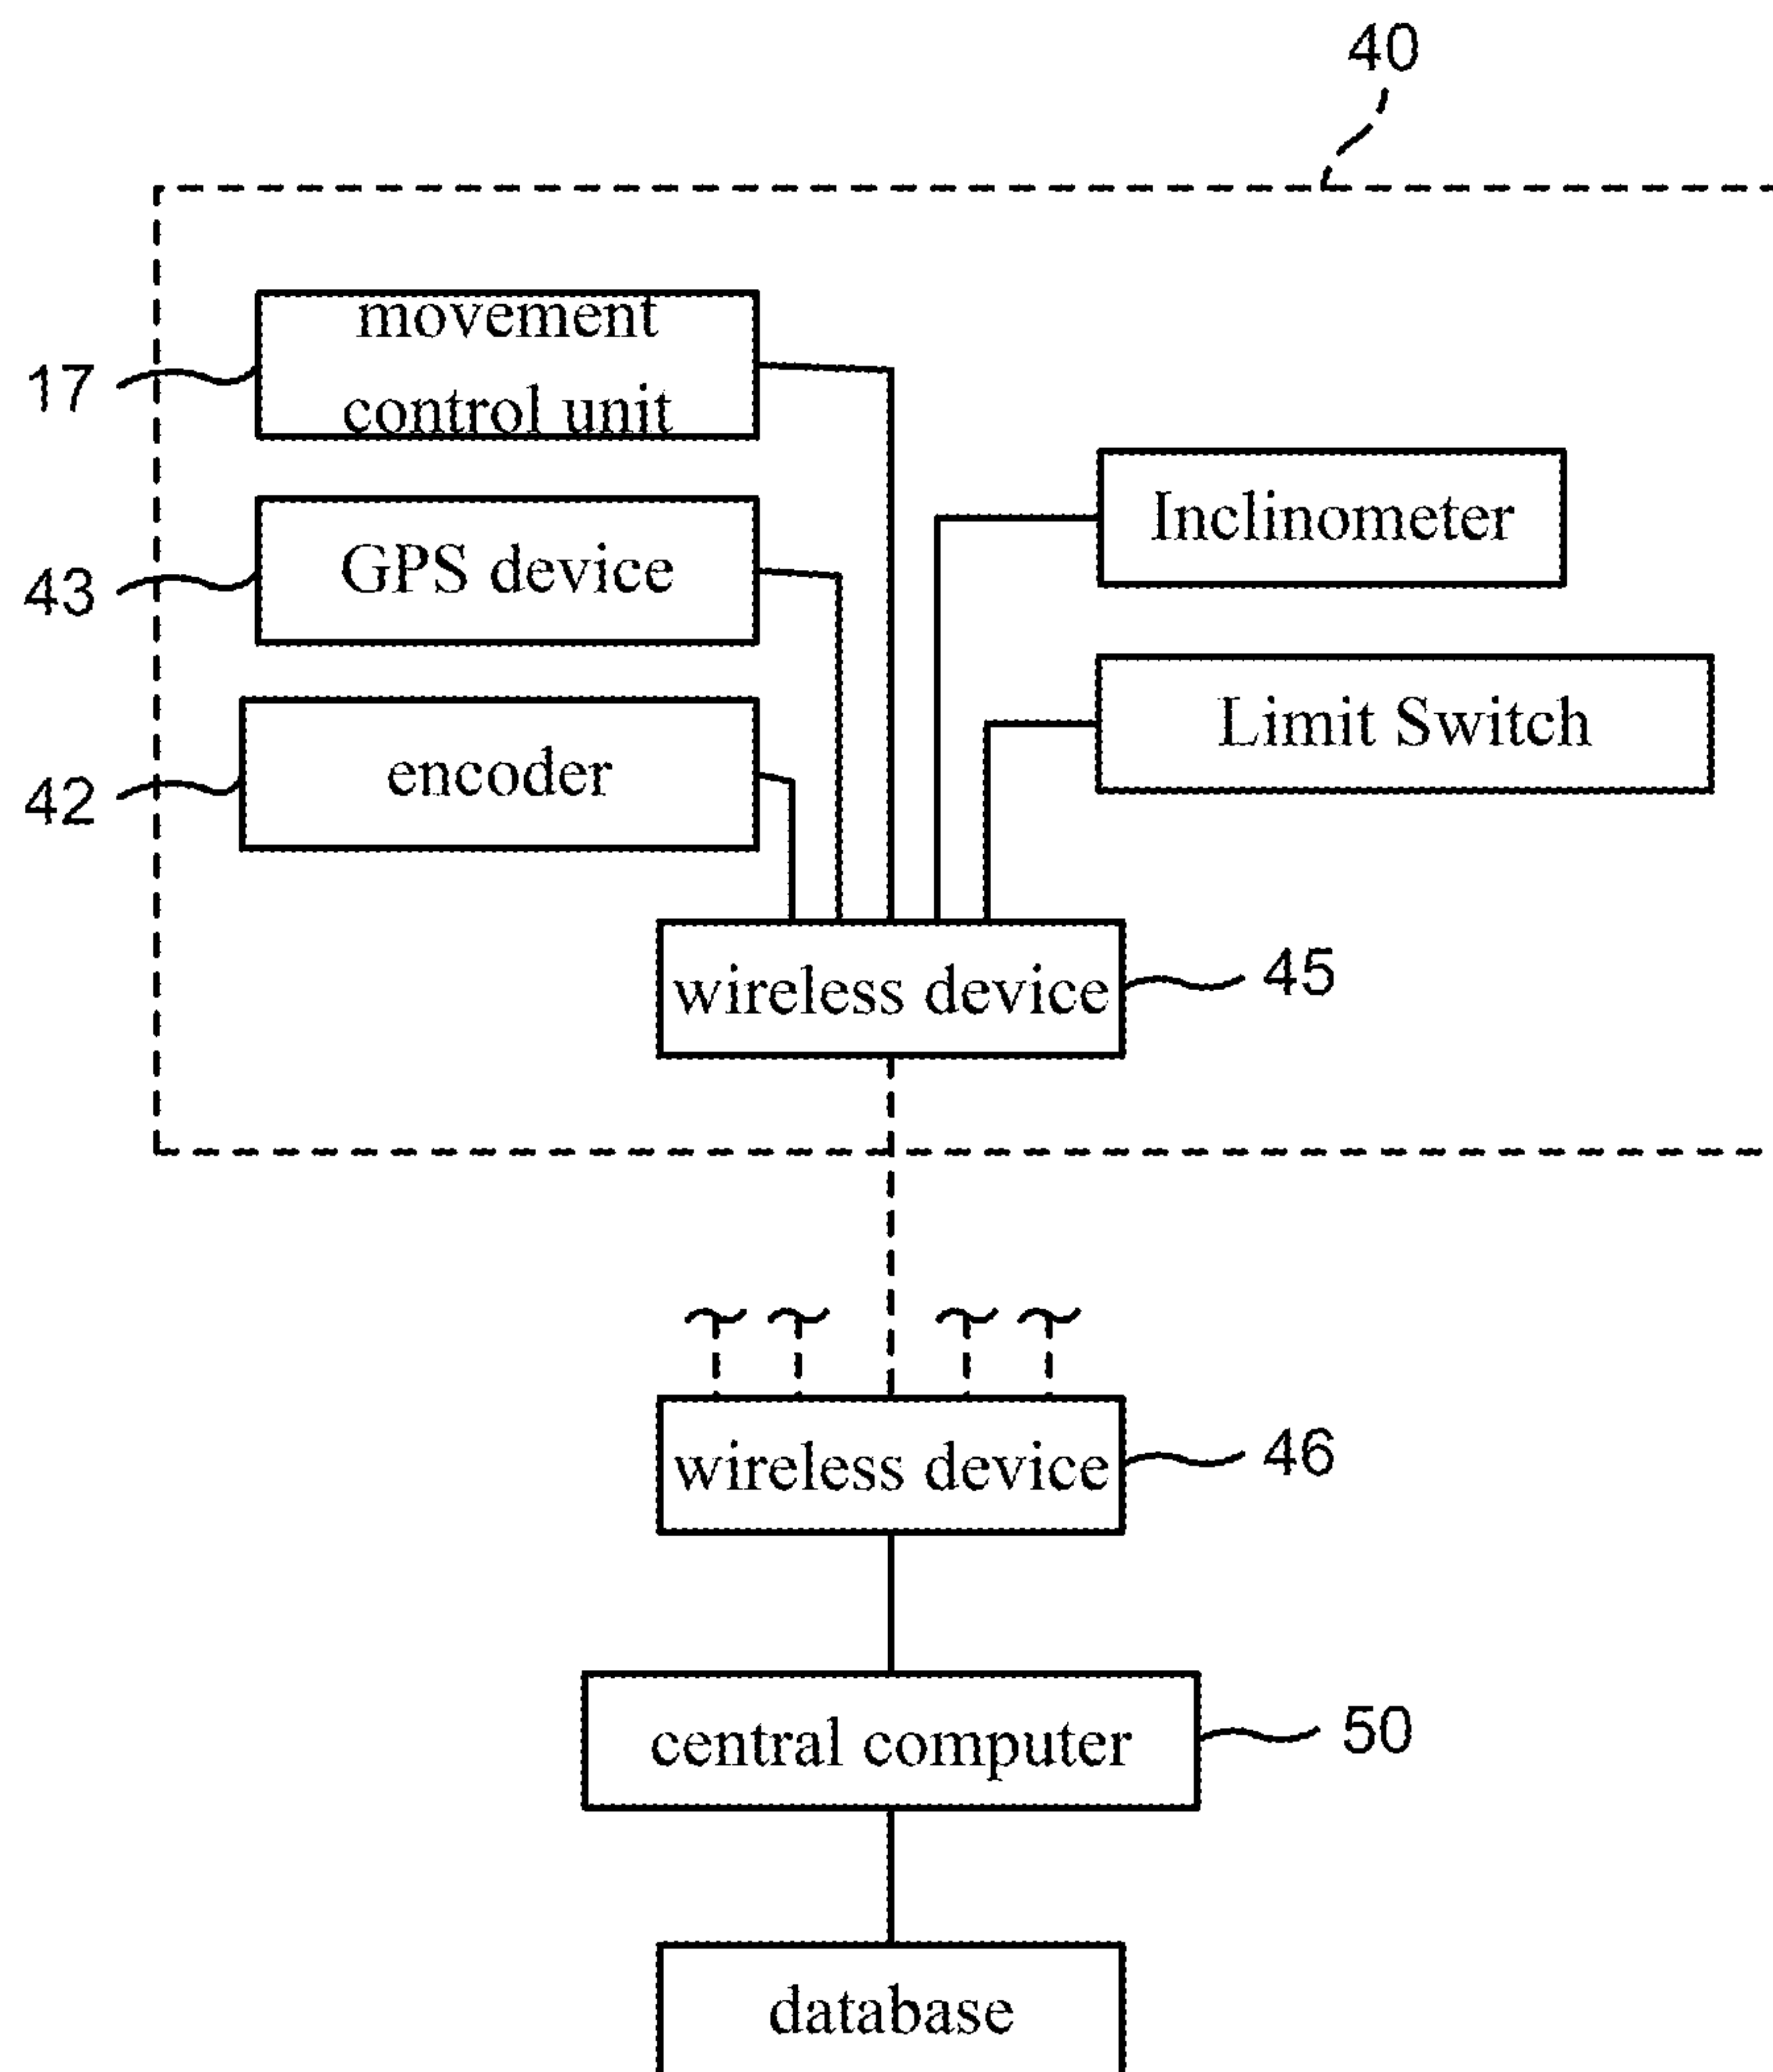 40
movement
control unit
17
Inclinometer
GPS device
43
Limit Switch
encoder
42
wireless device
45
wireless device
46
central computer
50
database